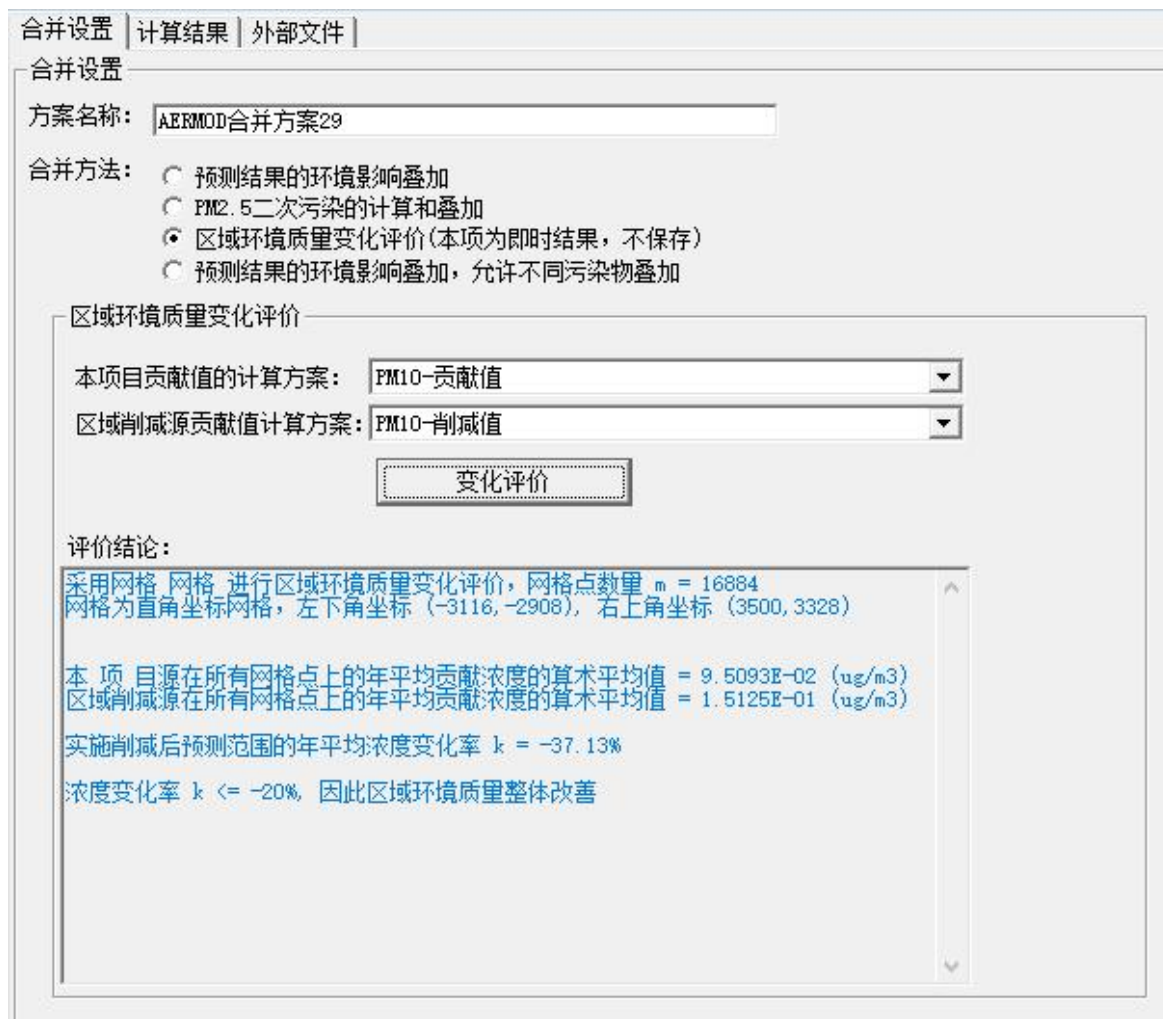 合并设置 计算结果 外部文件
合并设置
方案名称: AERMOD合并方案29
合并方法: 预测结果的环境影响叠加
PM2.5二次污染的计算和叠加
区域环境质量变化评价(本项为即时结果，不保存)
预测结果的环境影响叠加，允许不同污染物叠加
区域环境质量变化评价
本项目贡献值的计算方案: PM10-贡献值
区域削减源贡献值计算方案: PM10-削减值
变化评价
评价结论:
采用网格 网格 进行区域环境质量变化评价，网格点数量 m = 16884
网格为直角坐标网格，左下角坐标 (-3116,-2908), 右上角坐标 (3500,3328)
本 项 目源在所有网格点上的年平均贡献浓度的算术平均值 = 9.5093E-02 (ug/m3)
区域削减源在所有网格点上的年平均贡献浓度的算术平均值 = 1.5125E-01 (ug/m3)
实施削减后预测范围的年平均浓度变化率 k = -37.13%
浓度变化率 k <= -20%, 因此区域环境质量整体改善